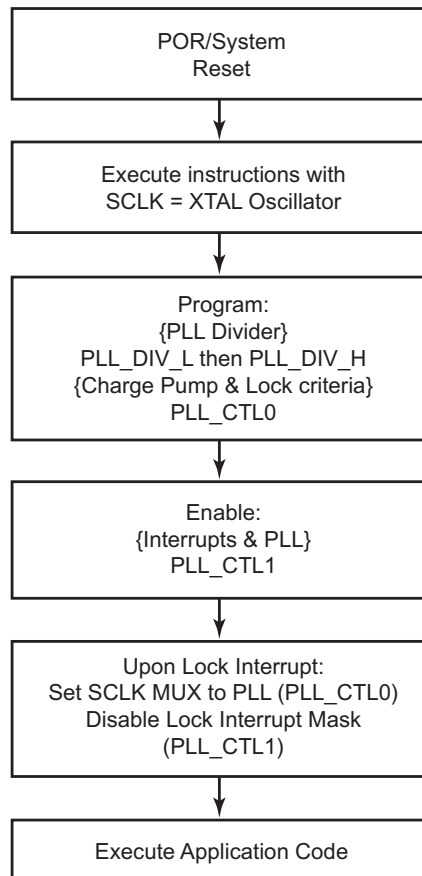 POR/System
Reset
Execute instructions with
SCLK = XTAL Oscillator
Program:
{PLL Divider}
PLL_DIV_L then PLL_DIV_H
{Charge Pump & Lock criteria}
PLL_CTL0
Enable:
{Interrupts & PLL}
PLL_CTL1
Upon Lock Interrupt:
Set SCLK MUX to PLL (PLL_CTL0)
Disable Lock Interrupt Mask
(PLL_CTL1)
Execute Application Code